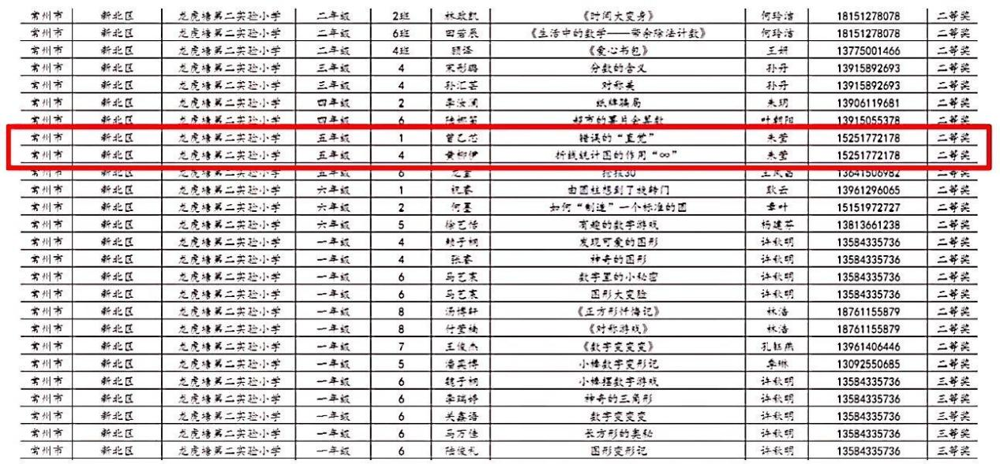 常州市 新北区 龙虎塘第二实验小学 二年级 2班 林政凯 《时间大变身》 何玲洁 18151278078 二等奖
常州市 新北区 龙虎塘第二实验小学 二年级 6班 田若辰 《生活中的数学——带余除法计数》 何玲洁 18151278078 二等奖
常州市 新北区 龙虎塘第二实验小学 二年级 4班 顾泽 《爱心书包》 王妍 13775001466 二等奖
常州市 新北区 龙虎塘第二实验小学 三年级 4 宋彤璐 分数的含义 孙丹 13915892693 二等奖
常州市 新北区 龙虎塘第二实验小学 三年级 4 孙汇芸 对称美 孙丹 13915892693 二等奖
常州市 新北区 龙虎塘第二实验小学 四年级 2 李汝澜 纸牌骗局 朱玥 13906119681 二等奖
常州市 新北区 龙虎塘第二实验小学 四年级 6 超市的薯片会算数 叶朝阳 13915055378 二等奖
常州市 新北区 龙虎塘第二实验小学 五年级 1 曾乙芯 错误的“直觉” 朱莹 15251772178 二等奖
常州市 新北区 龙虎塘第二实验小学 五年级 4 黄柳伊 折线统计图的作用“∞” 朱莹 15251772178 二等奖
常州市 新北区 龙虎塘第二实验小学 五年级 6 抢报30 13641506982 二等奖
常州市 新北区 龙虎塘第二实验小学 六年级 1 祝睿 由圆柱想到了旋转门 耿云 13961296065 二等奖
常州市 新北区 龙虎塘第二实验小学 六年级 2 何墨 如何“制造”一个标准的圆 章叶 15151972727 二等奖
常州市 新北区 龙虎塘第二实验小学 六年级 5 徐艺恬 有趣的数字游戏 杨建芬 13813661238 二等奖
常州市 新北区 龙虎塘第二实验小学 一年级 4 魏子桐 发现可爱的图形 许秋明 13584335736 二等奖
常州市 新北区 龙虎塘第二实验小学 一年级 4 张睿 神奇的图形 许秋明 13584335736 二等奖
常州市 新北区 龙虎塘第二实验小学 一年级 6 马艺宸 数字里的小秘密 许秋明 13584335736 二等奖
常州市 新北区 龙虎塘第二实验小学 一年级 6 马艺宸 图形大变脸 许秋明 13584335736 二等奖
常州市 新北区 龙虎塘第二实验小学 一年级 8 汤博轩 《正方形忏悔记》 林浩 18761155879 二等奖
常州市 新北区 龙虎塘第二实验小学 一年级 8 付莹楠 《对称游戏》 林浩 18761155879 二等奖
常州市 新北区 龙虎塘第二实验小学 一年级 7 王俊杰 《数字变变变》 孔钰燕 13961406446 二等奖
常州市 新北区 龙虎塘第二实验小学 一年级 5 潘奕博 小棒数字变形记 李琳 13092550685 二等奖
常州市 新北区 龙虎塘第二实验小学 一年级 6 魏子桐 小棒摆数字游戏 许秋明 13584335736 三等奖
常州市 新北区 龙虎塘第二实验小学 一年级 6 李瑞婷 神奇的三角形 许秋明 13584335736 三等奖
常州市 新北区 龙虎塘第二实验小学 一年级 6 关鑫语 数字变变变 许秋明 13584335736 三等奖
常州市 新北区 龙虎塘第二实验小学 一年级 6 马万佳 长方形的奥秘 许秋明 13584335736 三等奖
常州市 新北区 龙虎塘第二实验小学 一年级 6 陆俊礼 图形变形记 许秋明 13584335736 三等奖